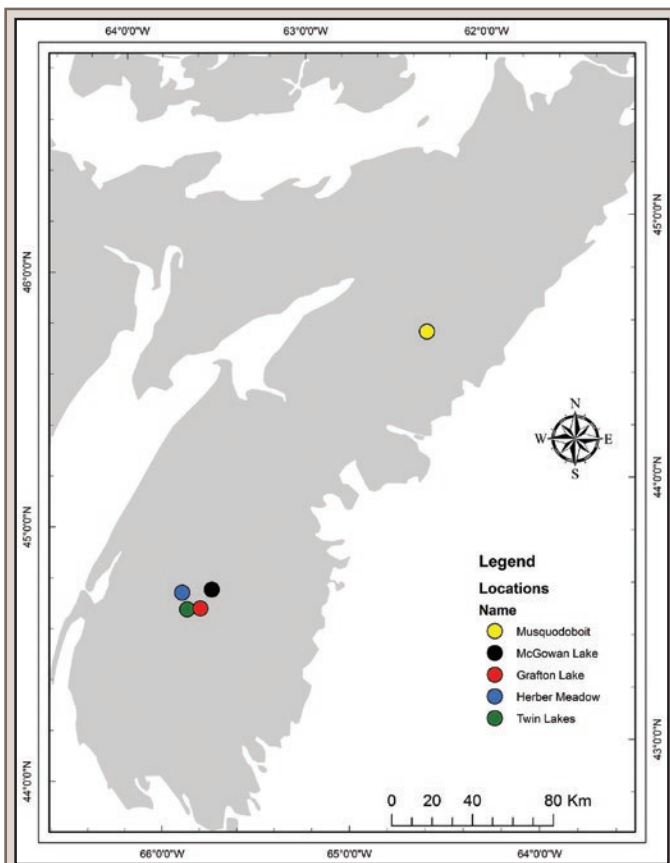 64°0'0"W 63°0'0"W 62°0'0"W
45°0'0"N
46°0'0"N
N
W E
S
44°0'0"N
45°0'0"N
Legend
Locations
Name
Musquodoboit
McGowan Lake
Grafton Lake
Herber Meadow
Twin Lakes
43°0'0"N
44°0'0"N
0 20 40 80 Km
66°0'0"W 65°0'0"W 64°0'0"W